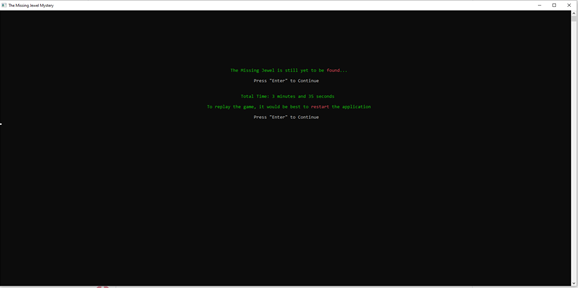 The Missing Jewel Mystery
The Missing Jewel is still yet to be found...
Press "Enter" to Continue
Total Time: 3 minutes and 35 seconds
To replay the game, it would be best to restart the application
Press "Enter" to Continue